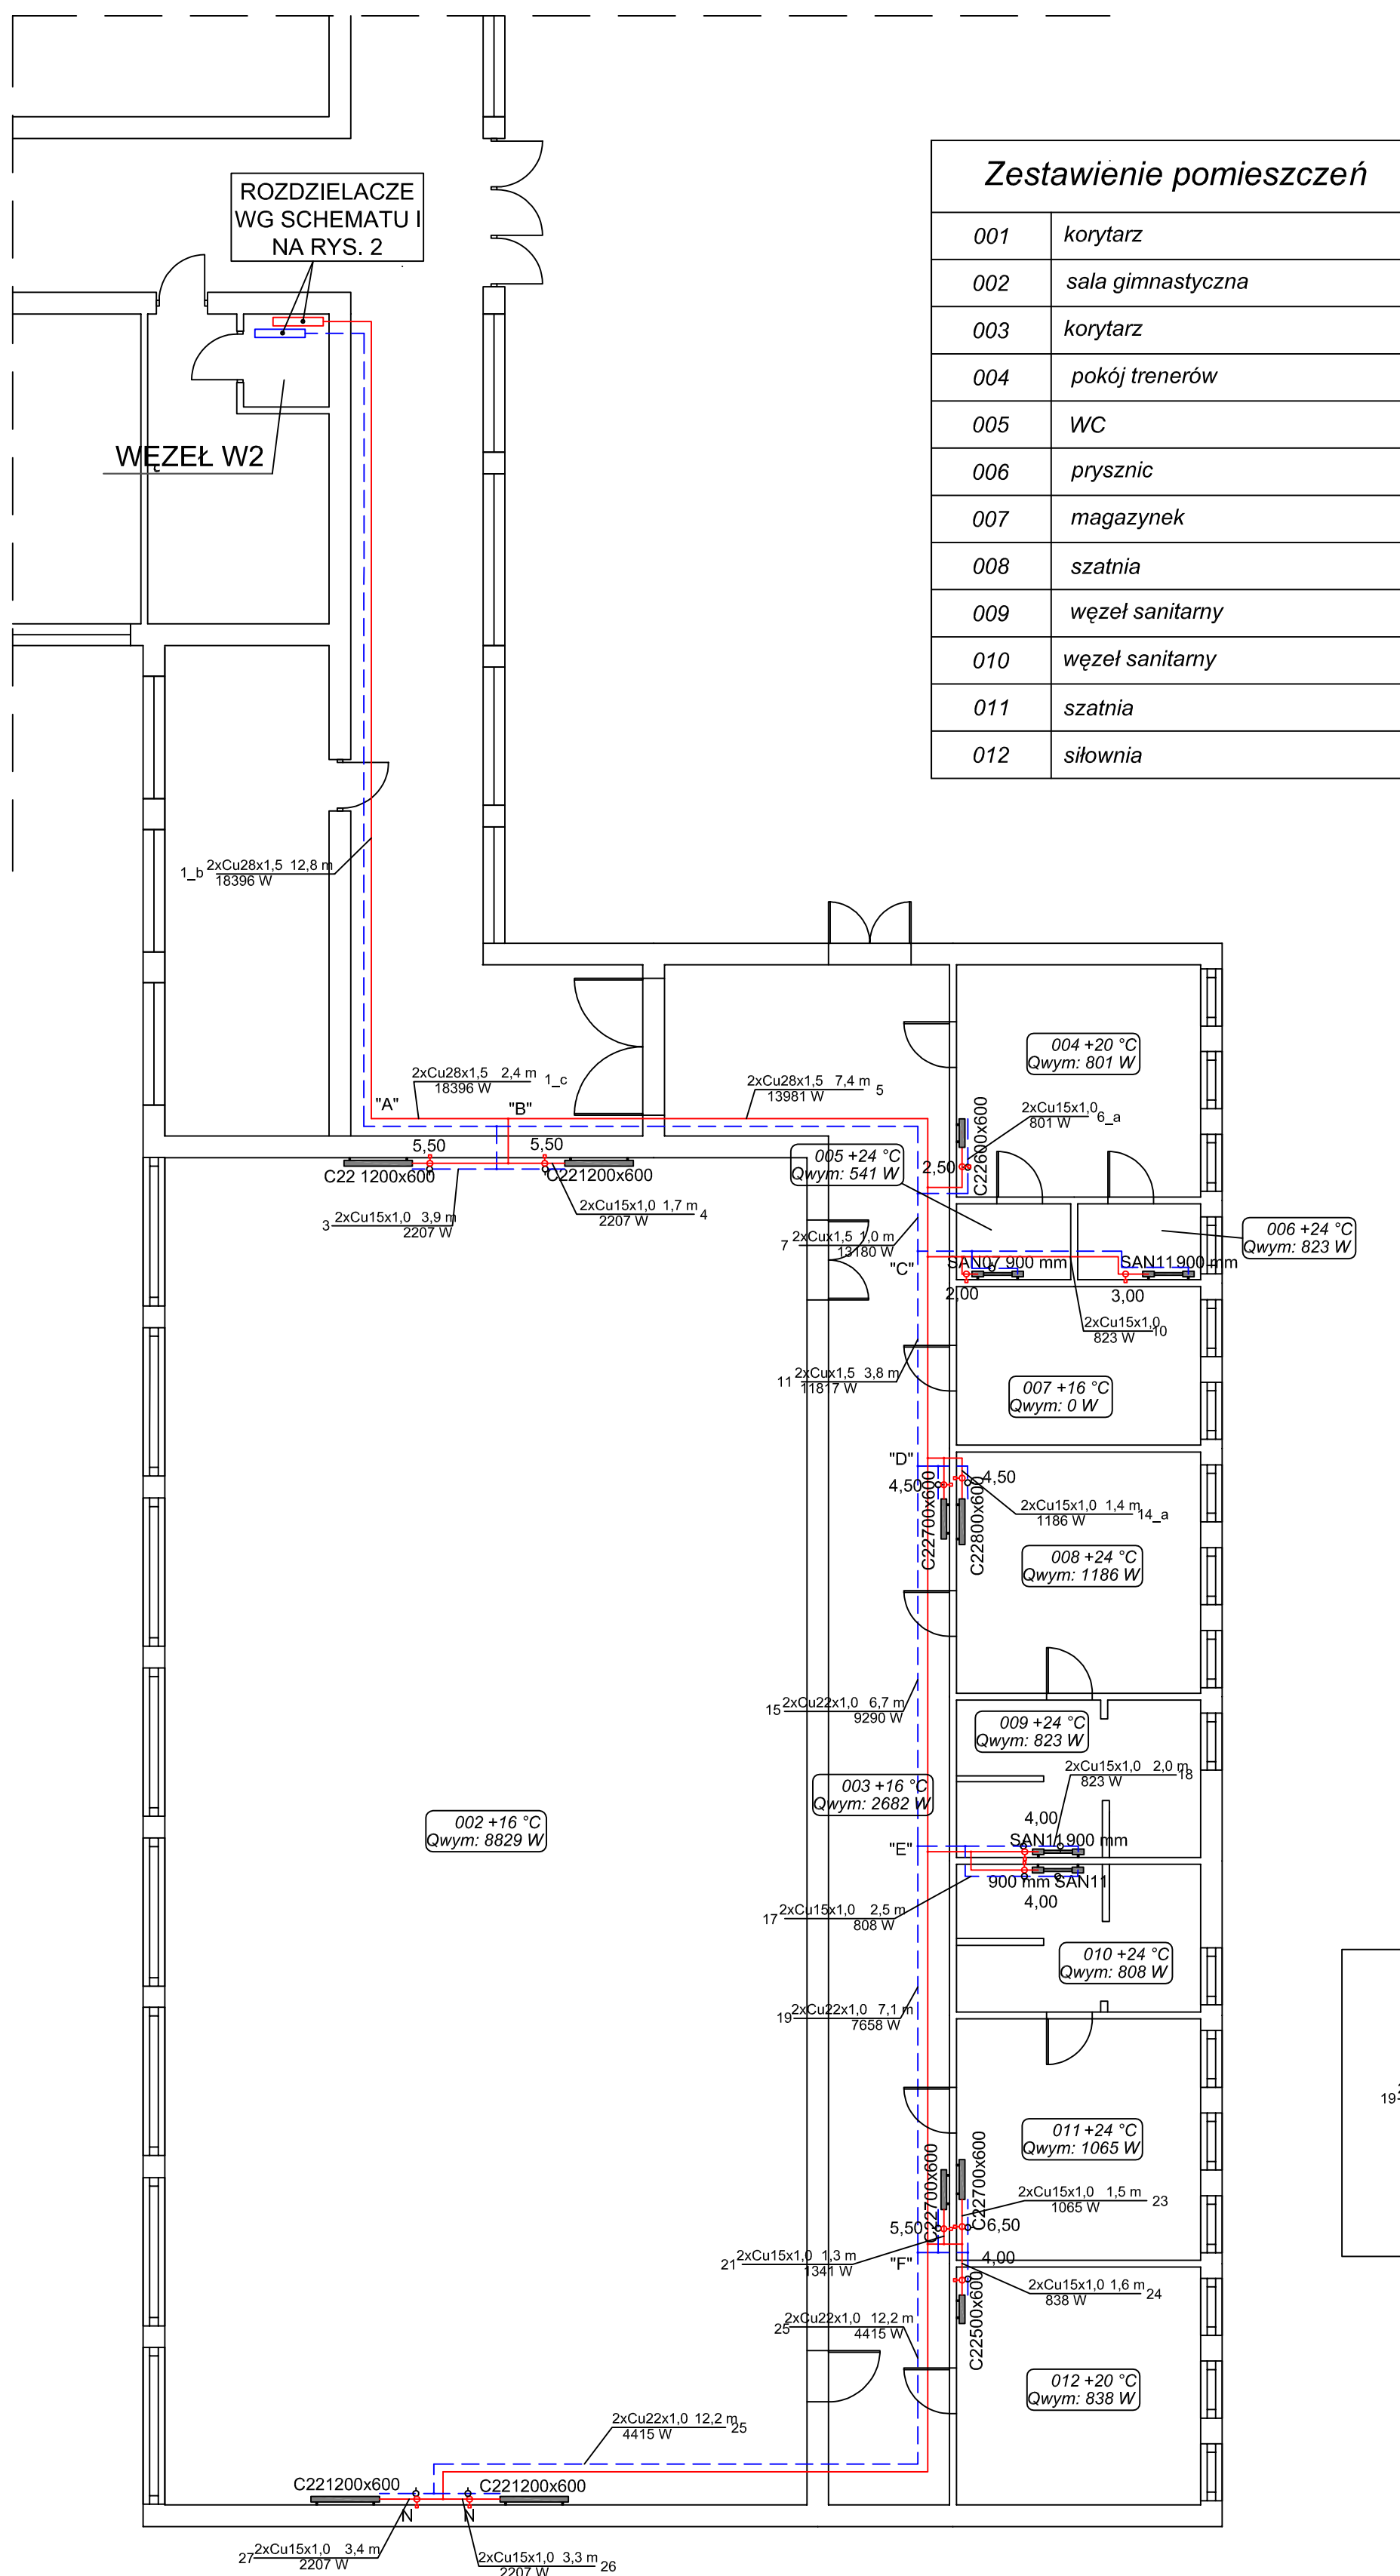 ROZDZIELACZE
WG SCHEMATU I
NA RYS. 2
WĘZEŁ W2
Zestawienie pomieszczeń
001 korytarz
002 sala gimnastyczna
003 korytarz
004 pokój trenerów
005 WC
006 prysznic
007 magazynek
008 szatnia
009 węzeł sanitarny
010 węzeł sanitarny
011 szatnia
012 siłownia
1_b 2xCu28x1,5 12,8 m
18396 W
2xCu28x1,5 2,4 m 1_c
18396 W
"A"
"B"
2xCu28x1,5 7,4 m 5
13981 W
004 +20 °C
Qwym: 801 W
2xCu15x1,0 6_a
801 W
C22600x600
2,50
5,50
5,50
C22 1200x600
C221200x600
3 2xCu15x1,0 3,9 m
2207 W
2xCu15x1,0 1,7 m 4
2207 W
005 +24 °C
Qwym: 541 W
006 +24 °C
Qwym: 823 W
7 2xCux1,5 1,0 m
13180 W
"C"
SAN07 900 mm
SAN11900 mm
2,00
3,00
2xCu15x1,0 10
823 W
11 2xCux1,5 3,8 m
11817 W
007 +16 °C
Qwym: 0 W
"D"
4,50
4,50
C22700x600
C22800x600
2xCu15x1,0 1,4 m 14_a
1186 W
008 +24 °C
Qwym: 1186 W
15 2xCu22x1,0 6,7 m
9290 W
009 +24 °C
Qwym: 823 W
2xCu15x1,0 2,0 m 18
823 W
003 +16 °C
Qwym: 2682 W
002 +16 °C
Qwym: 8829 W
4,00
"E"
SAN11900 mm
900 mm SAN11
4,00
17 2xCu15x1,0 2,5 m
808 W
010 +24 °C
Qwym: 808 W
19 2xCu22x1,0 7,1 m
7658 W
19
011 +24 °C
Qwym: 1065 W
C22700x600
C22700x600
2xCu15x1,0 1,5 m 23
1065 W
5,50
6,50
21 2xCu15x1,0 1,3 m
1341 W
"F"
4,00
2xCu15x1,0 1,6 m 24
838 W
C22500x600
25 2xCu22x1,0 12,2 m
4415 W
012 +20 °C
Qwym: 838 W
2xCu22x1,0 12,2 m 25
4415 W
C221200x600
C221200x600
N
N
27 2xCu15x1,0 3,4 m
2207 W
2xCu15x1,0 3,3 m 26
2207 W